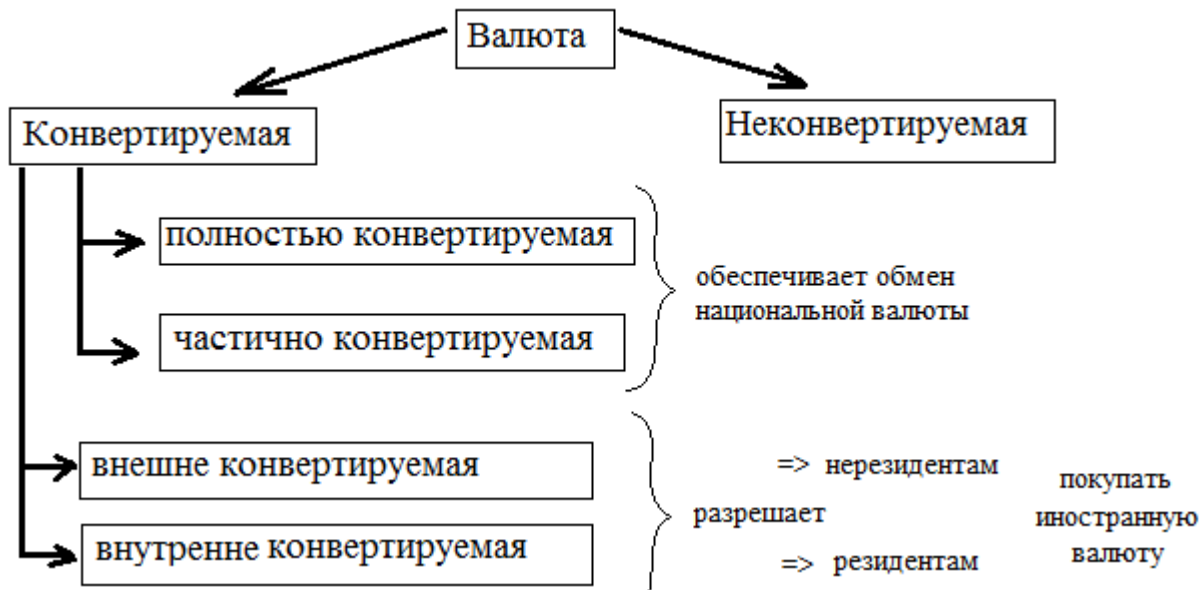 Валюта
Конвертируемая
Неконвертируемая
полностью конвертируемая
частично конвертируемая
обеспечивает обмен
национальной валюты
внешне конвертируемая
внутренне конвертируемая
разрешает
=> нерезидентам
=> резидентам
покупать
иностранную
валюту